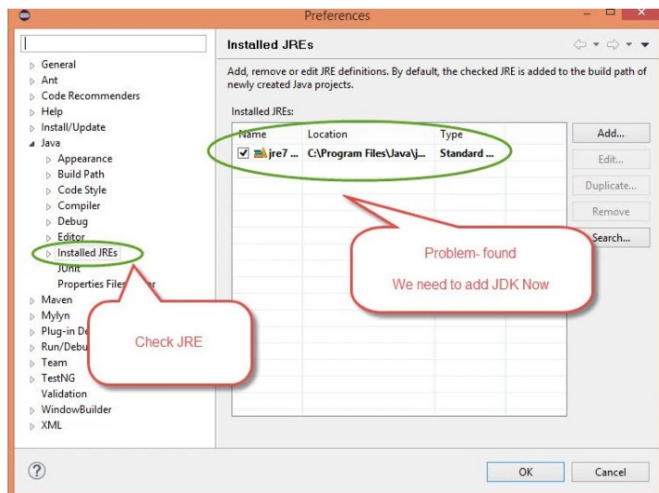 Preferences
Installed JREs
Add, remove or edit JRE definitions. By default, the checked JRE is added to the build path of
newly created Java projects.
Installed JREs:
Name Location Type
jre7 ... C:\Program Files\Java\j... Standard ...
Add...
Edit...
Duplicate...
Remove
Search...
General
Ant
Code Recommenders
Help
Install/Update
Java
Appearance
Build Path
Code Style
Compiler
Debug
Editor
Installed JREs
JUnit
Properties Files
Maven
Mylyn
Plug-in De
Run/Debu
Team
TestNG
Validation
WindowBuilder
XML
Problem- found
We need to add JDK Now
Check JRE
OK
Cancel